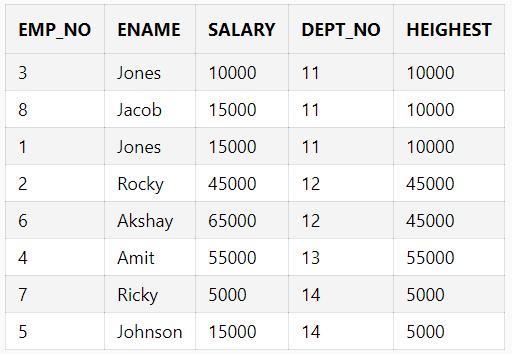 EMP_NO ENAME SALARY DEPT_NO HEIGHEST
3 Jones 10000 11 10000
8 Jacob 15000 11 10000
1 Jones 15000 11 10000
2 Rocky 45000 12 45000
6 Akshay 65000 12 45000
4 Amit 55000 13 55000
7 Ricky 5000 14 5000
5 Johnson 15000 14 5000